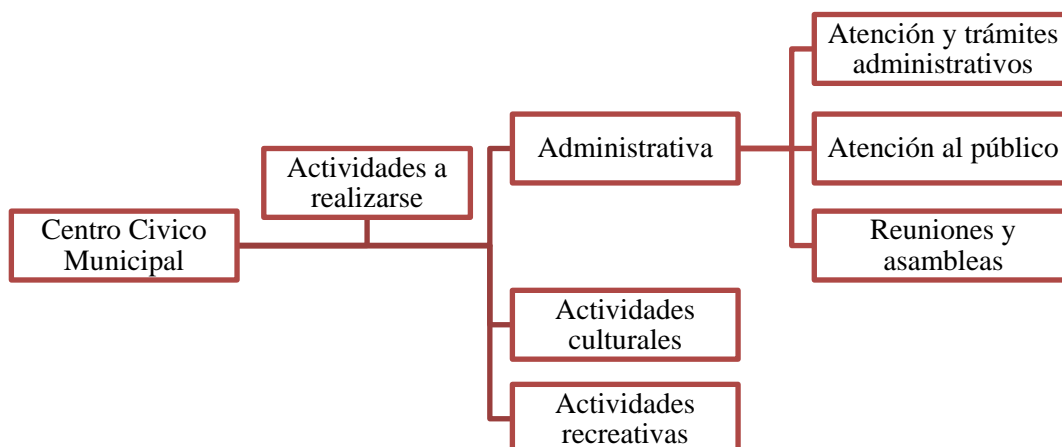 Centro Civico
Municipal
Actividades a
realizarse
Administrativa
Atención y trámites
administrativos
Atención al público
Reuniones y
asambleas
Actividades
culturales
Actividades
recreativas